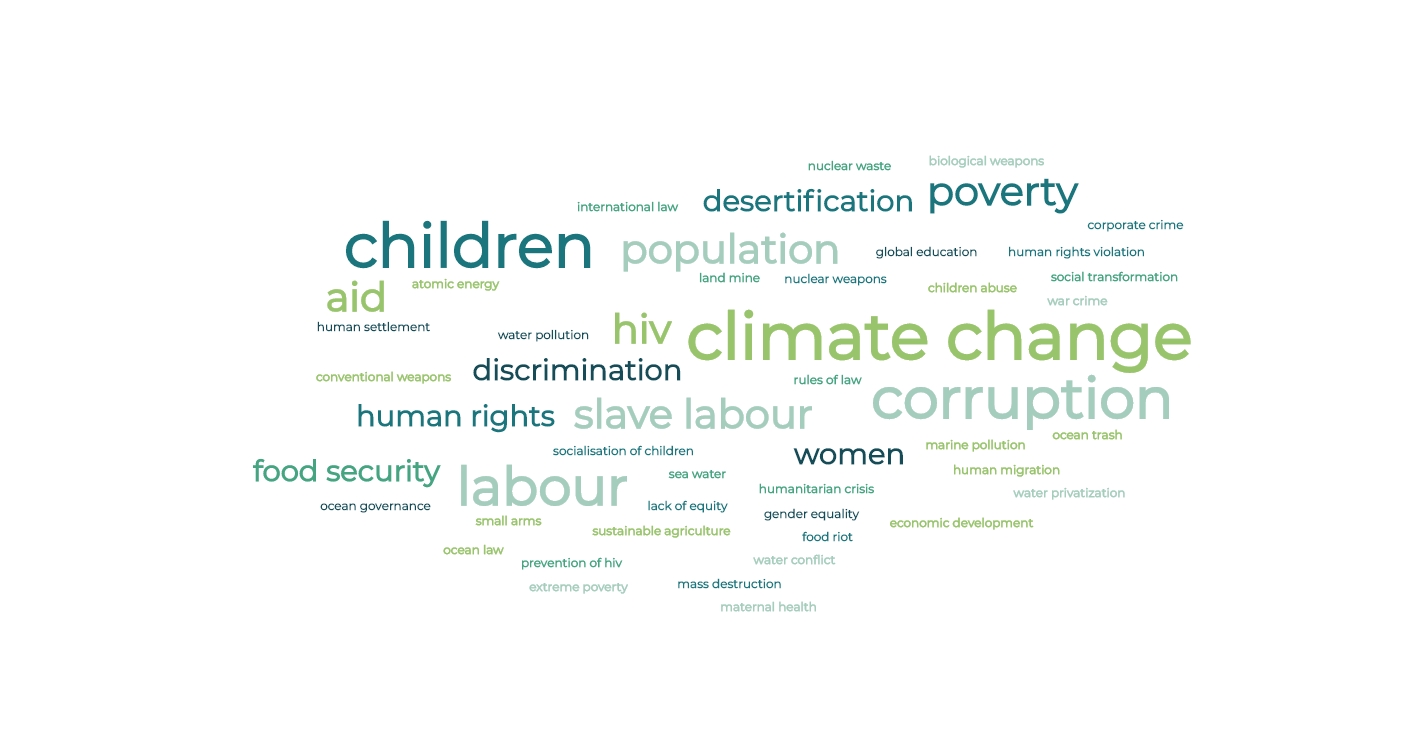 biological weapons
nuclear waste
poverty
desertification
international law
corporate crime
children
population
global education
human rights violation
land mine
nuclear weapons
social transformation
atomic energy
children abuse
aid
war crime
human settlement
water pollution
hiv
climate change
discrimination
conventional weapons
rules of law
corruption
human rights
slave labour
ocean trash
marine pollution
socialisation of children
women
food security
sea water
human migration
labour
humanitarian crisis
water privatization
ocean governance
lack of equity
gender equality
small arms
economic development
sustainable agriculture
food riot
ocean law
prevention of hiv
water conflict
extreme poverty
mass destruction
maternal health